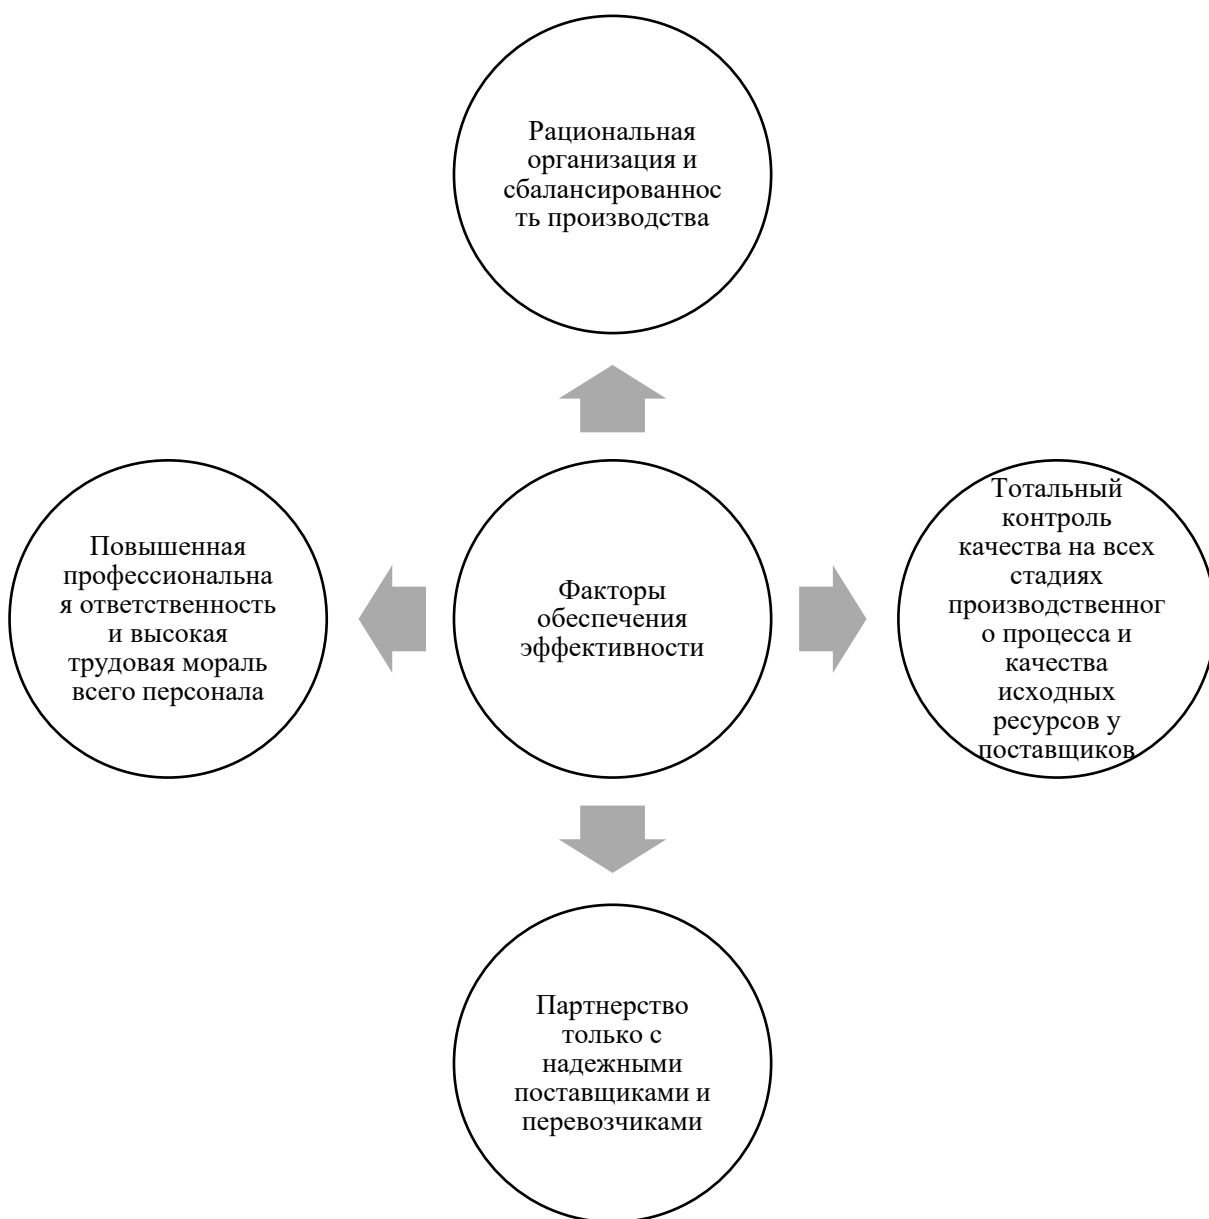 Рациональная
организация и
сбалансированнос
ть производства
Повышенная
профессиональна
я ответственность
и высокая
трудовая мораль
всего персонала
Факторы
обеспечения
эффективности
Тотальный
контроль
качества на всех
стадиях
производственног
о процесса и
качества
исходных
ресурсов у
поставщиков
Партнерство
только с
надежными
поставщиками и
перевозчиками